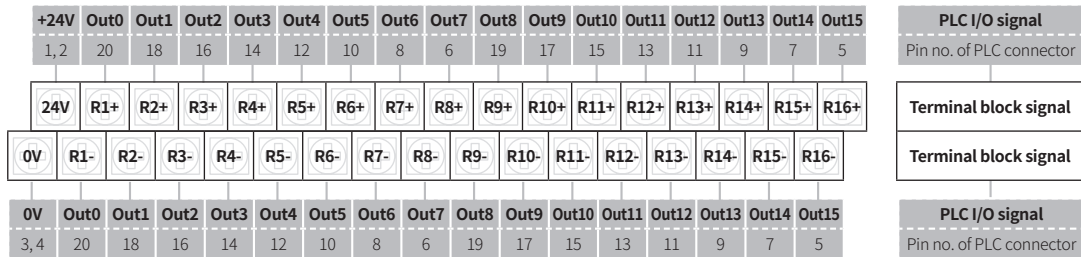 +24V Out0 Out1 Out2 Out3 Out4 Out5 Out6 Out7 Out8 Out9 Out10 Out11 Out12 Out13 Out14 Out15 PLC I/O signal
1, 2 20 18 16 14 12 10 8 6 19 17 15 13 11 9 7 5 Pin no. of PLC connector
24V R1+ R2+ R3+ R4+ R5+ R6+ R7+ R8+ R9+ R10+ R11+ R12+ R13+ R14+ R15+ R16+ Terminal block signal
0V R1- R2- R3- R4- R5- R6- R7- R8- R9- R10- R11- R12- R13- R14- R15- R16- Terminal block signal
0V Out0 Out1 Out2 Out3 Out4 Out5 Out6 Out7 Out8 Out9 Out10 Out11 Out12 Out13 Out14 Out15 PLC I/O signal
3, 4 20 18 16 14 12 10 8 6 19 17 15 13 11 9 7 5 Pin no. of PLC connector